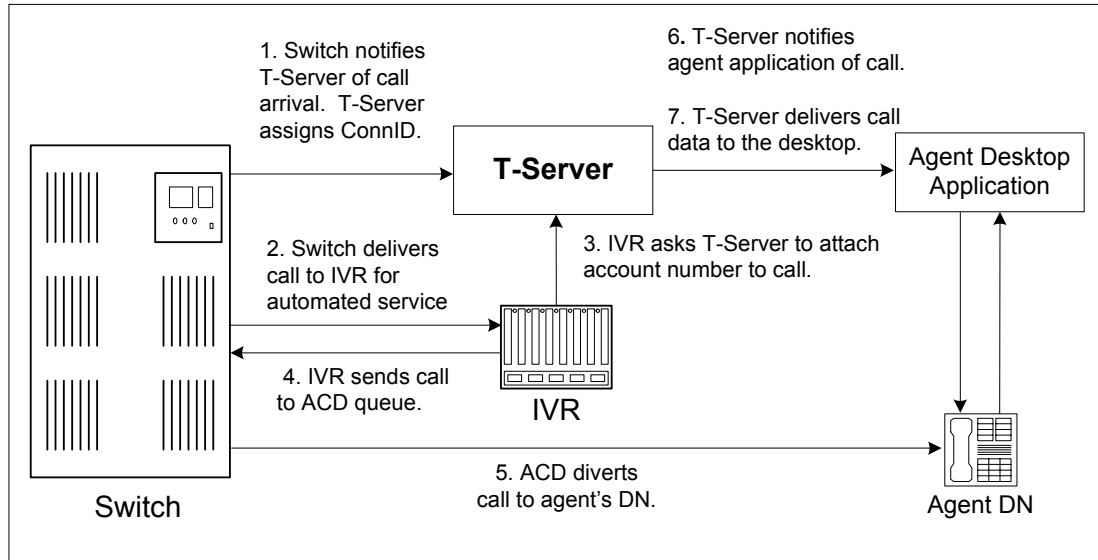 1. Switch notifies
T-Server of call
arrival.  T-Server
assigns ConnID.
6. T-Server notifies
agent application of call.
7. T-Server delivers call
data to the desktop.
T-Server
Agent Desktop
Application
2. Switch delivers
call to IVR for
automated service
3. IVR asks T-Server to attach
account number to call.
4. IVR sends call
to ACD queue.
IVR
5. ACD diverts
call to agent’s DN.
Switch
Agent DN